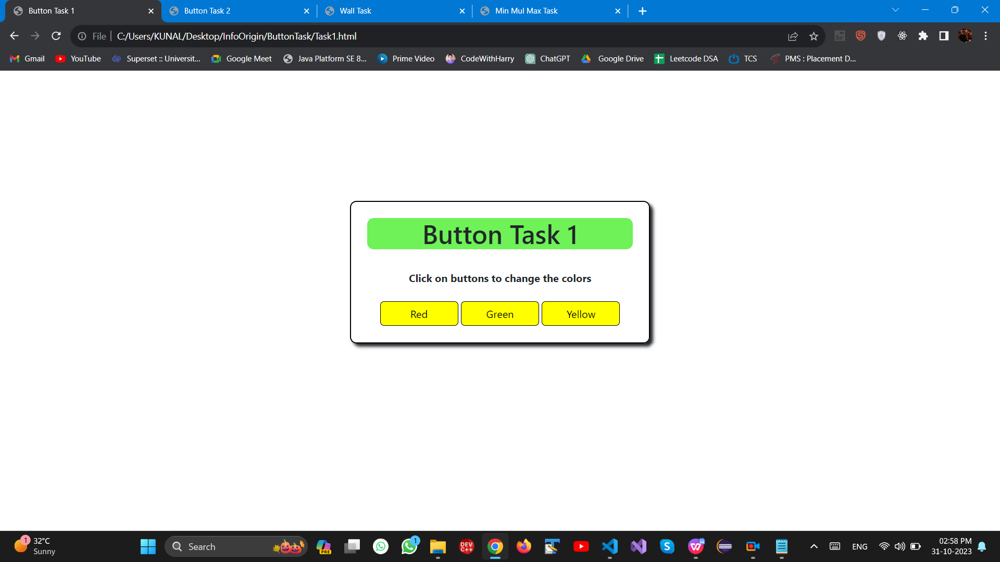 Button Task 1
Button Task 2
Wall Task
Min Mul Max Task
File
C:/Users/KUNAL/Desktop/InfoOrigin/ButtonTask/Task1.html
Gmail
YouTube
Superset :: Universit...
Google Meet
Java Platform SE 8...
Prime Video
CodeWithHarry
ChatGPT
Google Drive
Leetcode DSA
TCS
PMS : Placement D...
Button Task 1
Click on buttons to change the colors
Red
Green
Yellow
1
32°C
Sunny
Search
PRE
1
DEV C++
ENG
02:58 PM
31-10-2023